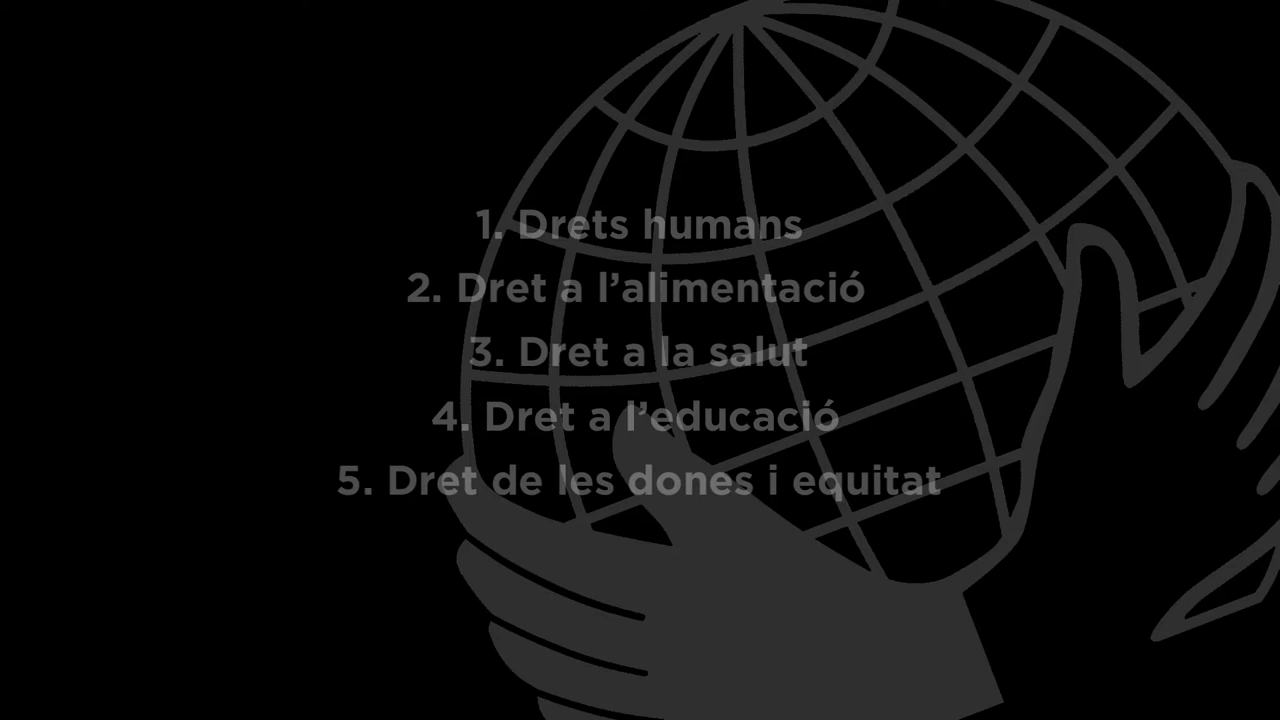 1. Drets humans
2. Dret a l’alimentació
3. Dret a la salut
4. Dret a l’educació
5. Dret de les dones i equitat